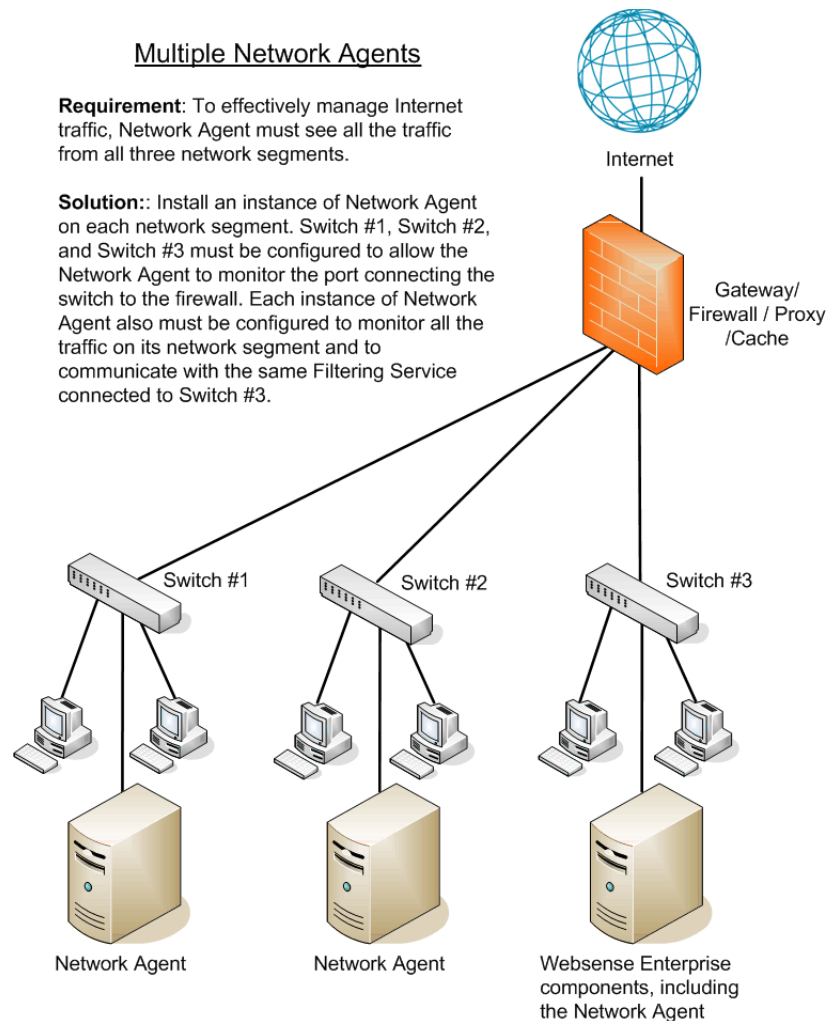 Multiple Network Agents
Requirement: To effectively manage Internet
traffic, Network Agent must see all the traffic
from all three network segments.
Solution:: Install an instance of Network Agent
on each network segment. Switch #1, Switch #2,
and Switch #3 must be configured to allow the
Network Agent to monitor the port connecting the
switch to the firewall. Each instance of Network
Agent also must be configured to monitor all the
traffic on its network segment and to
communicate with the same Filtering Service
connected to Switch #3.
Internet
Gateway/
Firewall / Proxy
/Cache
Switch #1
Switch #2
Switch #3
Network Agent
Network Agent
Websense Enterprise
components, including
the Network Agent